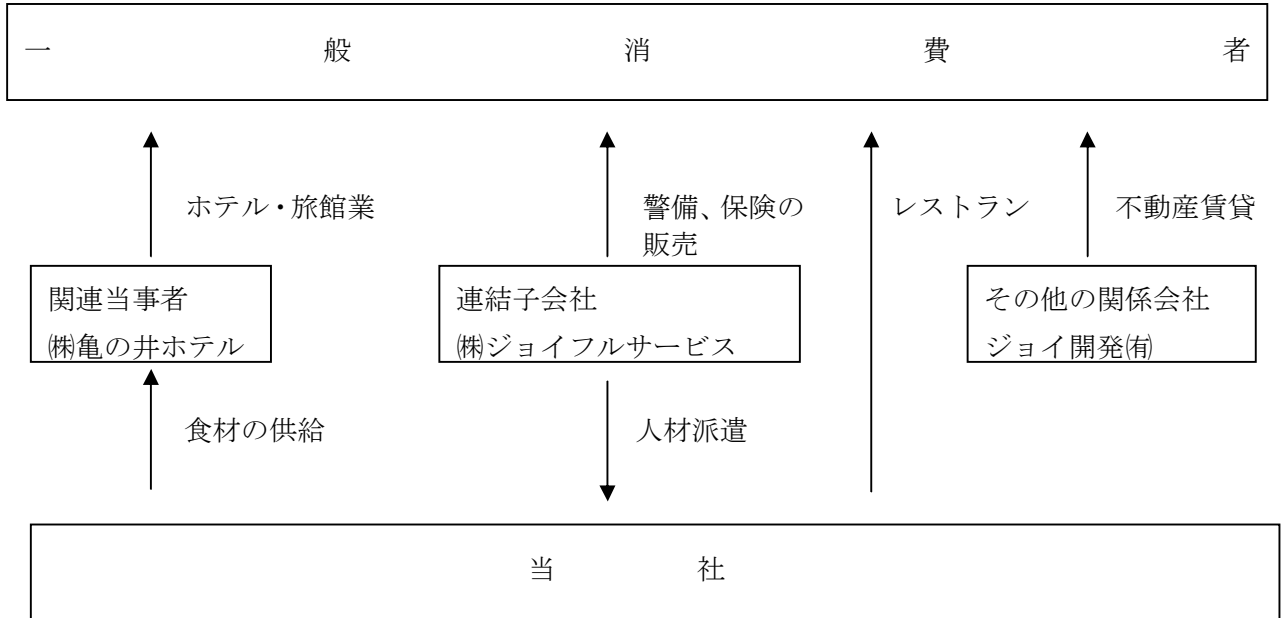 一般消費者
ホテル・旅館業
警備、保険の
販売
レストラン
不動産賃貸
関連当事者
㈱亀の井ホテル
連結子会社
㈱ジョイフルサービス
その他の関係会社
ジョイ開発㈲
食材の供給
人材派遣
当社